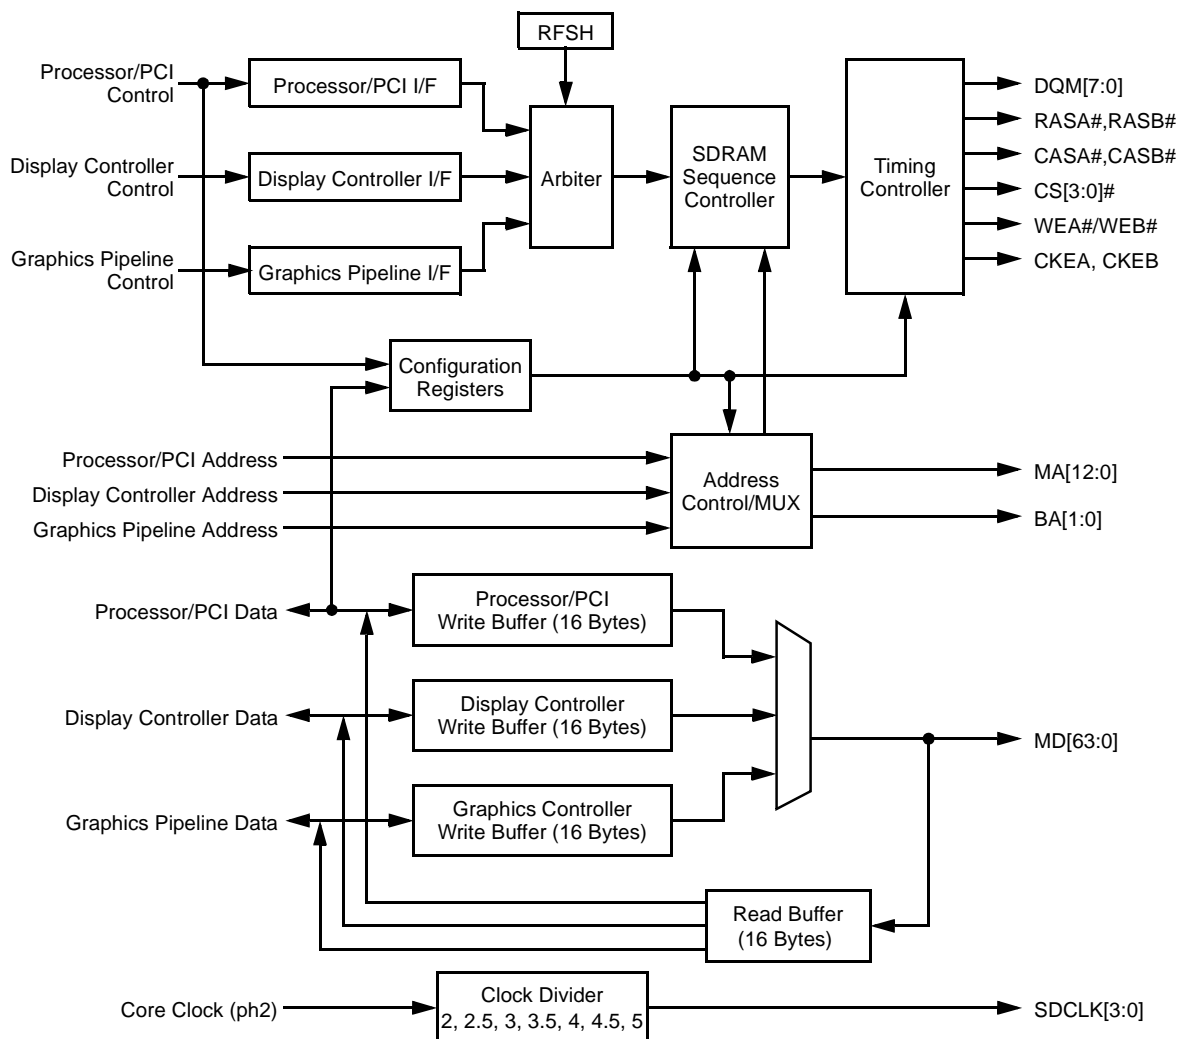 RFSH
Processor/PCI
Control
Processor/PCI I/F
DQM[7:0]
RASA#,RASB#
CASA#,CASB#
CS[3:0]#
WEA#/WEB#
CKEA, CKEB
Display Controller
Control
Display Controller I/F
Arbiter
SDRAM
Sequence
Controller
Timing
Controller
Graphics Pipeline
Control
Graphics Pipeline I/F
Configuration
Registers
Processor/PCI Address
Display Controller Address
Graphics Pipeline Address
Address
Control/MUX
MA[12:0]
BA[1:0]
Processor/PCI Data
Processor/PCI
Write Buffer (16 Bytes)
Display Controller Data
Display Controller
Write Buffer (16 Bytes)
MD[63:0]
Graphics Pipeline Data
Graphics Controller
Write Buffer (16 Bytes)
Read Buffer
(16 Bytes)
Core Clock (ph2)
Clock Divider
2, 2.5, 3, 3.5, 4, 4.5, 5
SDCLK[3:0]